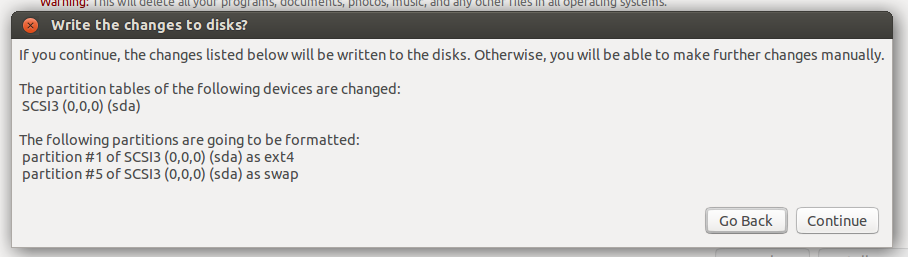 Warning: This will delete all your programs, documents, photos, music, and any other files in all operating systems.
Write the changes to disks?
If you continue, the changes listed below will be written to the disks. Otherwise, you will be able to make further changes manually.
The partition tables of the following devices are changed:
SCSI3 (0,0,0) (sda)
The following partitions are going to be formatted:
partition #1 of SCSI3 (0,0,0) (sda) as ext4
partition #5 of SCSI3 (0,0,0) (sda) as swap
Go Back Continue